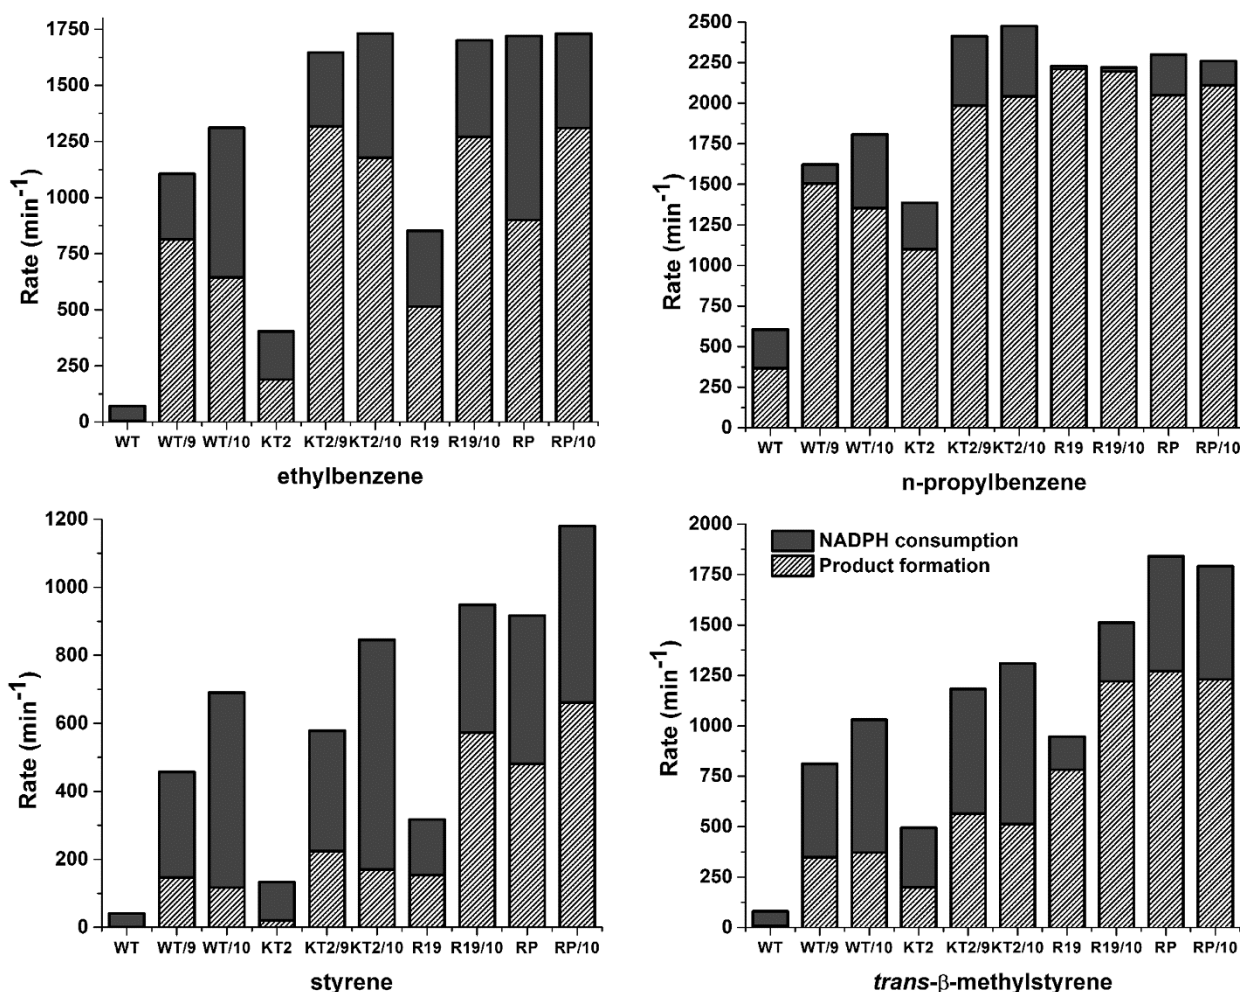 Rate (min⁻¹)
1750
1500
1250
1000
750
500
250
0
WT WT/9 WT/10 KT2 KT2/9 KT2/10 R19 R19/10 RP RP/10
ethylbenzene
Rate (min⁻¹)
2500
2250
2000
1750
1500
1250
1000
750
500
250
0
WT WT/9 WT/10 KT2 KT2/9 KT2/10 R19 R19/10 RP RP/10
n-propylbenzene
Rate (min⁻¹)
1200
1000
800
600
400
200
0
WT WT/9 WT/10 KT2 KT2/9 KT2/10 R19 R19/10 RP RP/10
styrene
Rate (min⁻¹)
2000
1750
1500
1250
1000
750
500
250
0
NADPH consumption
Product formation
WT WT/9 WT/10 KT2 KT2/9 KT2/10 R19 R19/10 RP RP/10
trans-β-methylstyrene